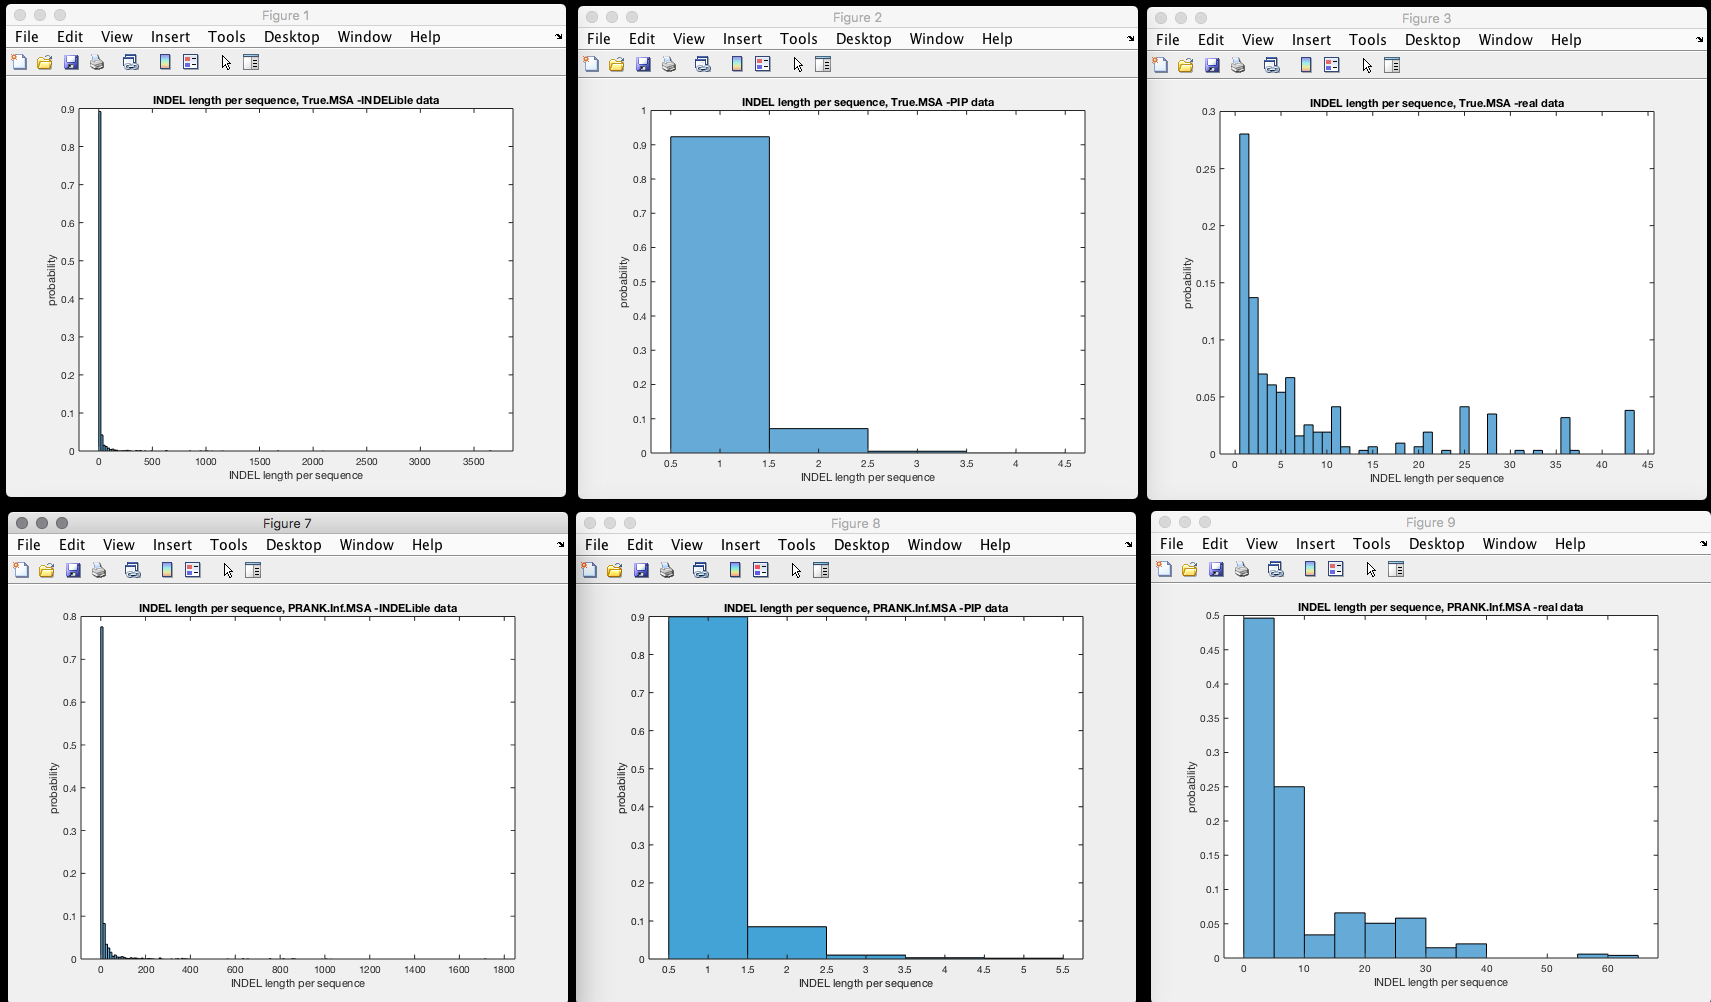 Figure 1
File Edit View Insert Tools Desktop Window Help
INDEL length per sequence, True.MSA -INDELible data
0.9
0.8
0.7
0.6
0.5
0.4
0.3
0.2
0.1
0
probability
0 500 1000 1500 2000 2500 3000 3500
INDEL length per sequence
Figure 2
File Edit View Insert Tools Desktop Window Help
INDEL length per sequence, True.MSA -PIP data
1
0.9
0.8
0.7
0.6
0.5
0.4
0.3
0.2
0.1
0
probability
0.5 1 1.5 2 2.5 3 3.5 4 4.5
INDEL length per sequence
Figure 3
File Edit View Insert Tools Desktop Window Help
INDEL length per sequence, True.MSA -real data
0.3
0.25
0.2
0.15
0.1
0.05
0
probability
0 5 10 15 20 25 30 35 40 45
INDEL length per sequence
Figure 7
File Edit View Insert Tools Desktop Window Help
INDEL length per sequence, PRANK.Inf.MSA -INDELible data
0.8
0.7
0.6
0.5
0.4
0.3
0.2
0.1
0
probability
0 200 400 600 800 1000 1200 1400 1600 1800
INDEL length per sequence
Figure 8
File Edit View Insert Tools Desktop Window Help
INDEL length per sequence, PRANK.Inf.MSA -PIP data
0.9
0.8
0.7
0.6
0.5
0.4
0.3
0.2
0.1
0
probability
0.5 1 1.5 2 2.5 3 3.5 4 4.5 5 5.5
INDEL length per sequence
Figure 9
File Edit View Insert Tools Desktop Window Help
INDEL length per sequence, PRANK.Inf.MSA -real data
0.5
0.45
0.4
0.35
0.3
0.25
0.2
0.15
0.1
0.05
0
probability
0 10 20 30 40 50 60
INDEL length per sequence